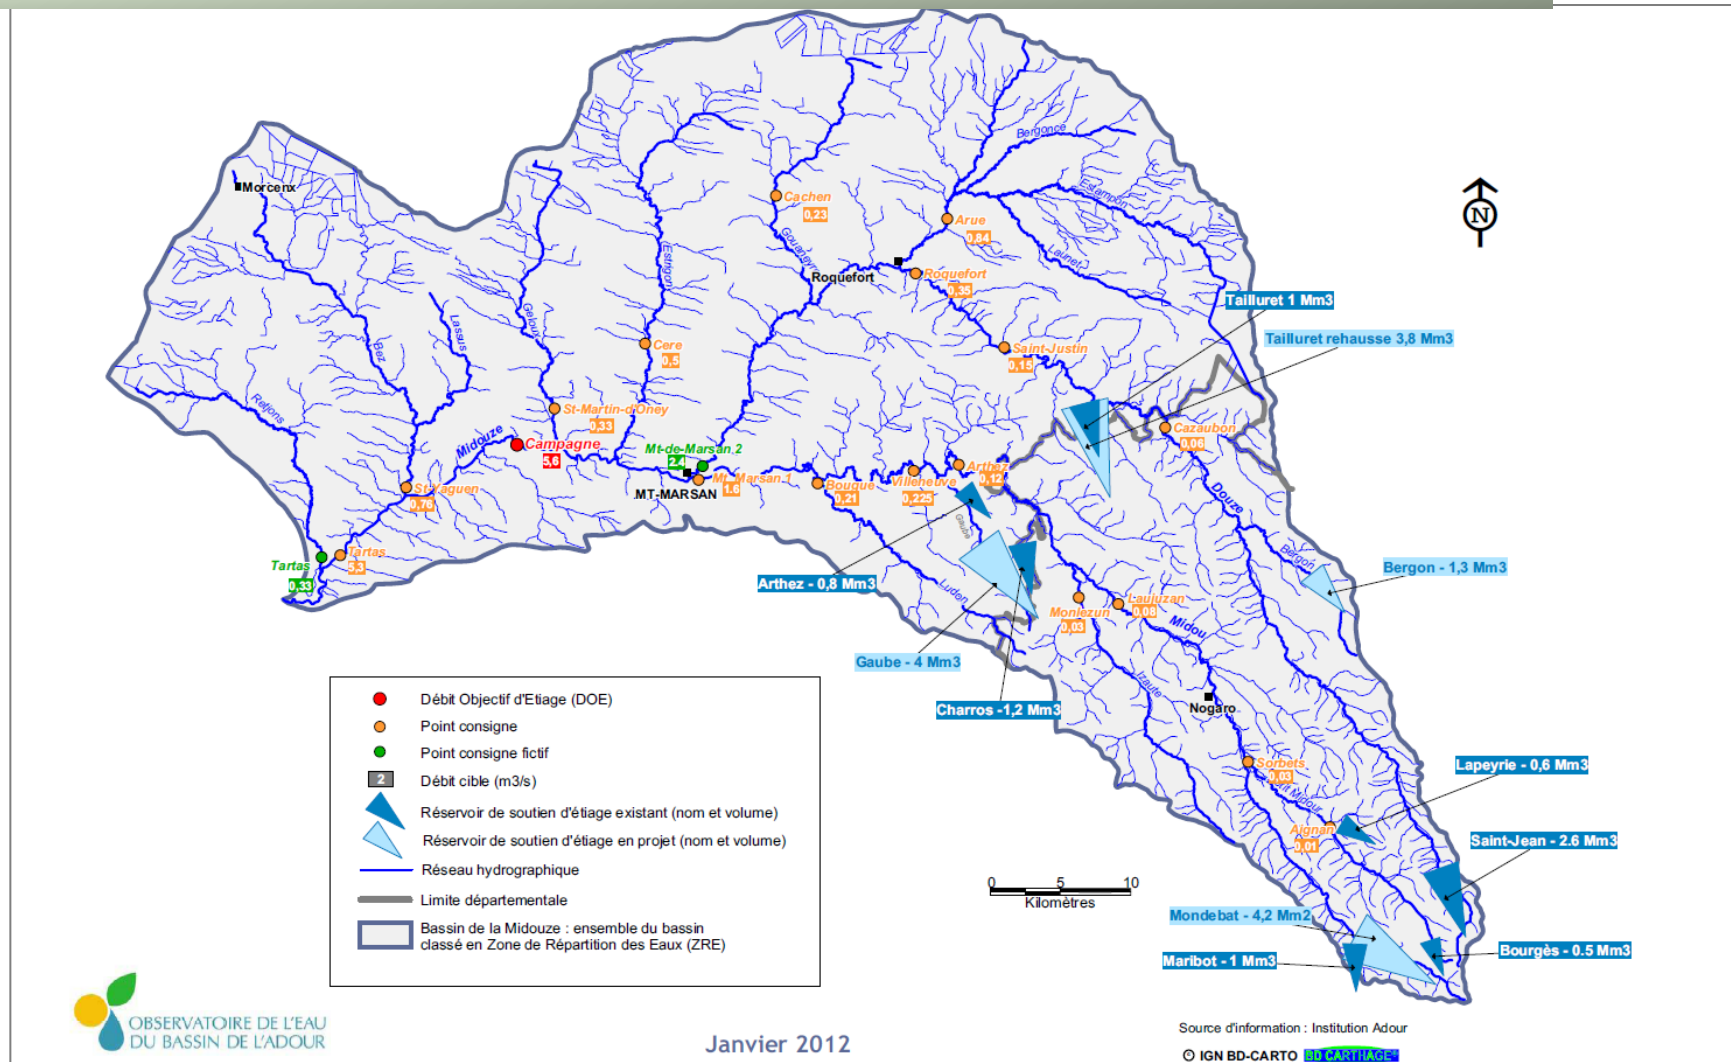 Morcenx
Bergonce
Estampon
Cachen
0,23
Arue
0,84
Gouaneyre
Launet
Estrigon
Roquefort
Roquefort
0,35
Tailluret 1 Mm3
Tailluret rehausse 3,8 Mm3
Geloux
Lassus
Bez
Cere
0,5
Saint-Justin
0,15
Retjons
St-Martin-d'Oney
0,33
Midouze
Campagne
5,6
Cazaubon
0,06
Mt-de-Marsan 2
2,4
Mt_Marsan 1
1.6
MT-MARSAN
Bougue
0,21
Villeneuve
0,225
Arthez
0,12
St-Yaguen
0,76
Douze
Gaube
Tartas
5,3
Tartas
0,33
Bergon
Bergon - 1,3 Mm3
Arthez - 0,8 Mm3
Ludon
Monlezun
0,03
Laujuzan
0,08
Midou
Gaube - 4 Mm3
Izaute
Charros -1,2 Mm3
Nogaro
Sorbets
0,03
Midour
Lapeyrie - 0,6 Mm3
Aignan
0,01
Saint-Jean - 2.6 Mm3
Mondebat - 4,2 Mm2
Maribot - 1 Mm3
Bourgès - 0.5 Mm3
N
Débit Objectif d'Etiage (DOE)
Point consigne
Point consigne fictif
2
Débit cible (m3/s)
Réservoir de soutien d'étiage existant (nom et volume)
Réservoir de soutien d'étiage en projet (nom et volume)
Réseau hydrographique
Limite départementale
Bassin de la Midouze : ensemble du bassin
classé en Zone de Répartition des Eaux (ZRE)
0 5 10
Kilomètres
OBSERVATOIRE DE L'EAU
DU BASSIN DE L'ADOUR
Janvier 2012
Source d'information : Institution Adour
© IGN BD-CARTO BD CARTHAGE